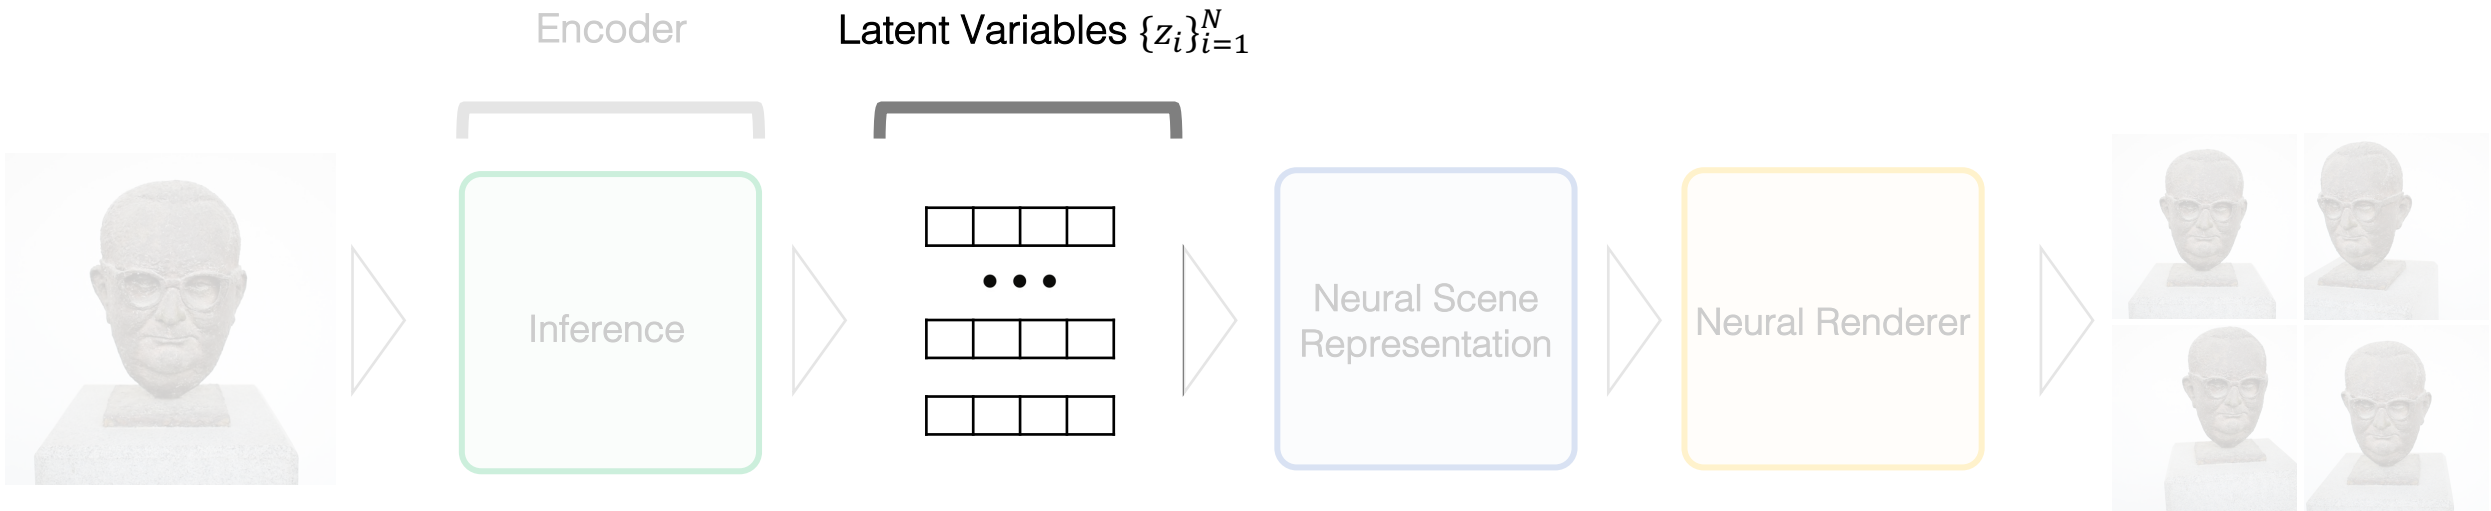 Encoder
Latent Variables $\{z_i\}_{i=1}^{N}$
Inference
Neural Scene
Representation
Neural Renderer